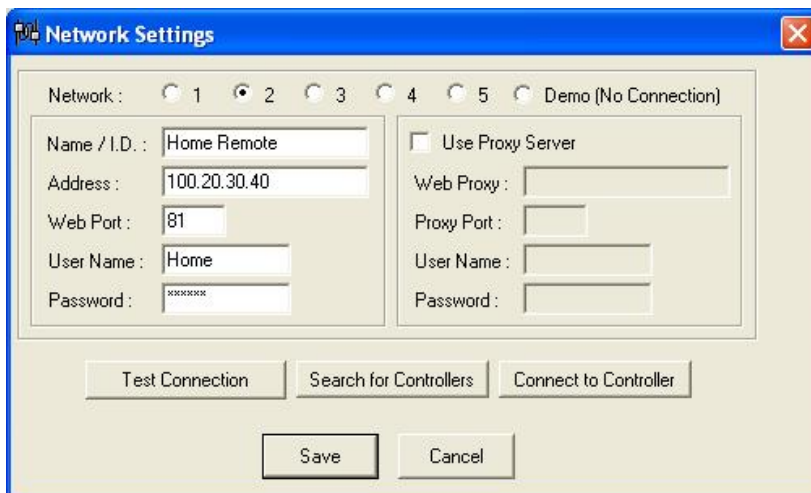 Network Settings
Network : 1 2 3 4 5 Demo (No Connection)
Name / I.D. : Home Remote
Address : 100.20.30.40
Web Port : 81
User Name : Home
Password : ××××××
Use Proxy Server
Web Proxy :
Proxy Port :
User Name :
Password :
Test Connection Search for Controllers Connect to Controller
Save Cancel